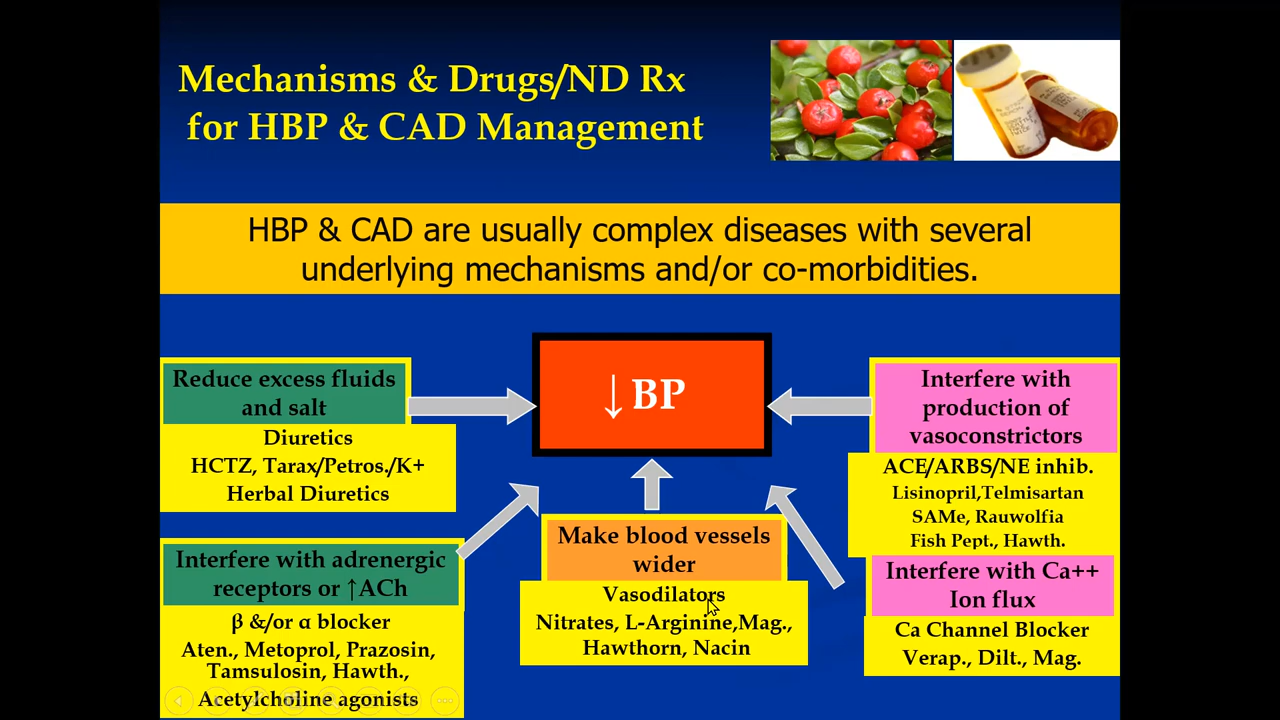 Mechanisms & Drugs/ND Rx
for HBP & CAD Management
HBP & CAD are usually complex diseases with several
underlying mechanisms and/or co-morbidities.
↓BP
Reduce excess fluids
and salt
Diuretics
HCTZ, Tarax/Petros./K+
Herbal Diuretics
Interfere with adrenergic
receptors or ↑ACh
β &/or α blocker
Aten., Metoprol, Prazosin,
Tamsulosin, Hawth.,
Acetylcholine agonists
Make blood vessels
wider
Vasodilators
Nitrates, L-Arginine,Mag.,
Hawthorn, Nacin
Interfere with
production of
vasoconstrictors
ACE/ARBS/NE inhib.
Lisinopril,Telmisartan
SAMe, Rauwolfia
Fish Pept., Hawth.
Interfere with Ca++
Ion flux
Ca Channel Blocker
Verap., Dilt., Mag.